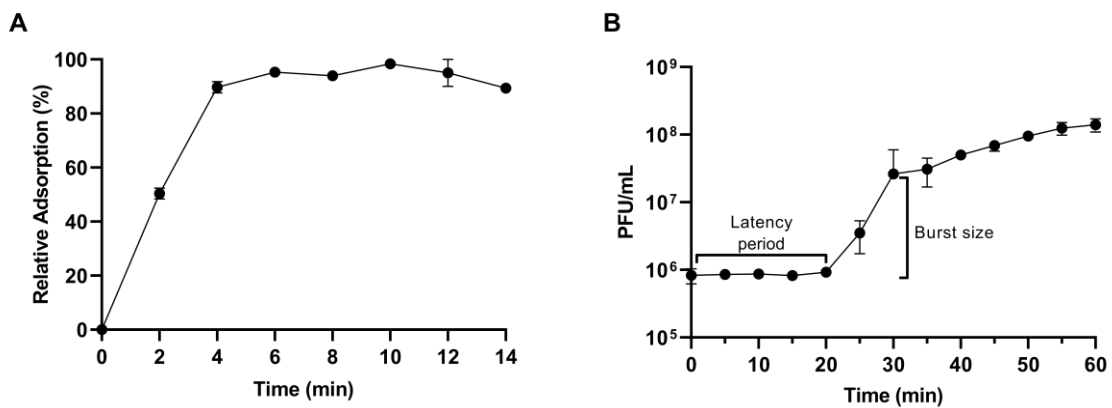 A
Relative Adsorption (%)
100
80
60
40
20
0
0 2 4 6 8 10 12 14
Time (min)
B
PFU/mL
10⁹
10⁸
10⁷
10⁶
10⁵
Latency
period
Burst size
0 10 20 30 40 50 60
Time (min)